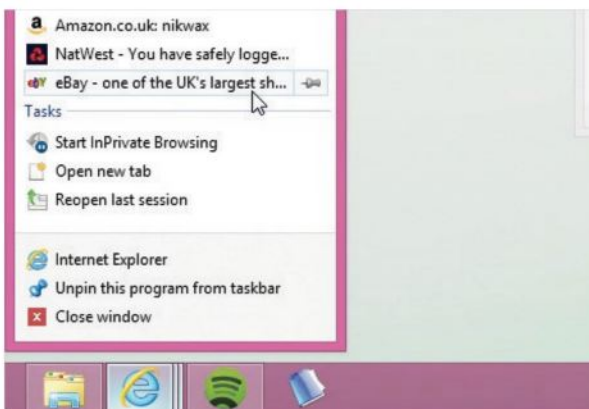 Amazon.co.uk: nikwax
NatWest - You have safely logge...
eBay - one of the UK's largest sh...
Tasks
Start InPrivate Browsing
Open new tab
Reopen last session
Internet Explorer
Unpin this program from taskbar
Close window